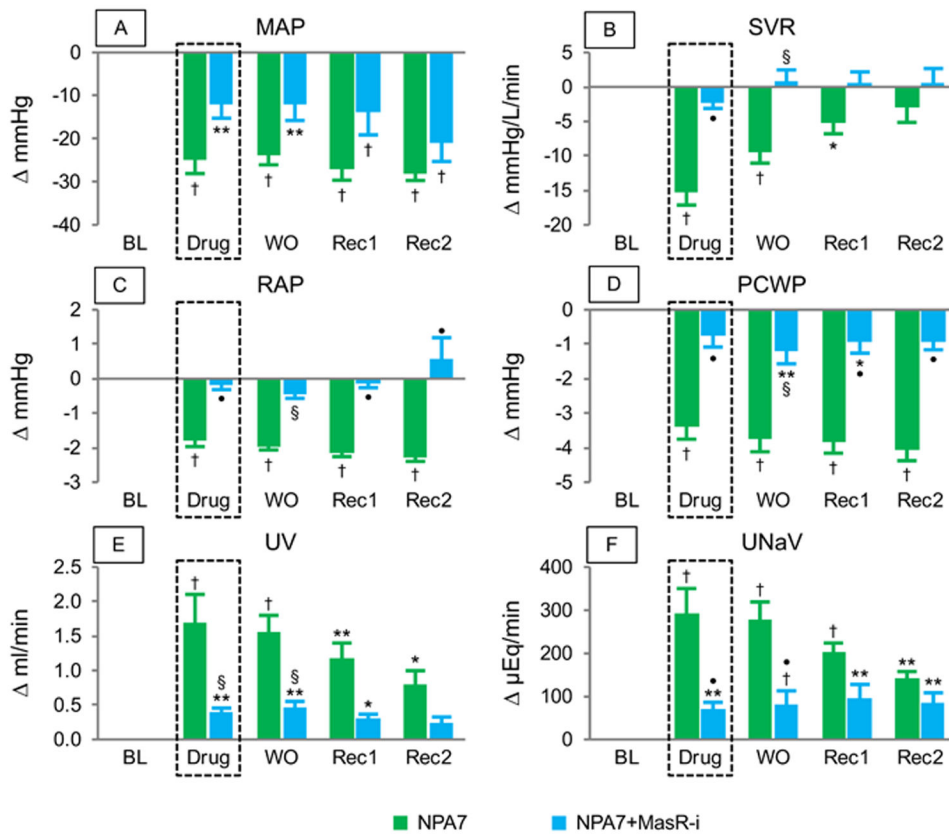 A
MAP
Δ mmHg
0
-10
-20
-30
-40
**
**
†
†
†
†
†
†
BL
Drug
WO
Rec1
Rec2
B
SVR
Δ mmHg/L/min
5
0
-5
-10
-15
-20
§
•
*
†
†
BL
Drug
WO
Rec1
Rec2
C
RAP
Δ mmHg
2
1
0
-1
-2
-3
•
•
§
•
†
†
†
†
BL
Drug
WO
Rec1
Rec2
D
PCWP
Δ mmHg
0
-1
-2
-3
-4
-5
•
**
§
*
•
•
†
†
†
†
BL
Drug
WO
Rec1
Rec2
E
UV
Δ ml/min
2.5
2.0
1.5
1.0
0.5
0.0
†
§
**
†
§
**
**
*
*
BL
Drug
WO
Rec1
Rec2
F
UNaV
Δ µEq/min
400
300
200
100
0
†
•
**
†
•
†
†
**
**
**
BL
Drug
WO
Rec1
Rec2
NPA7
NPA7+MasR-i